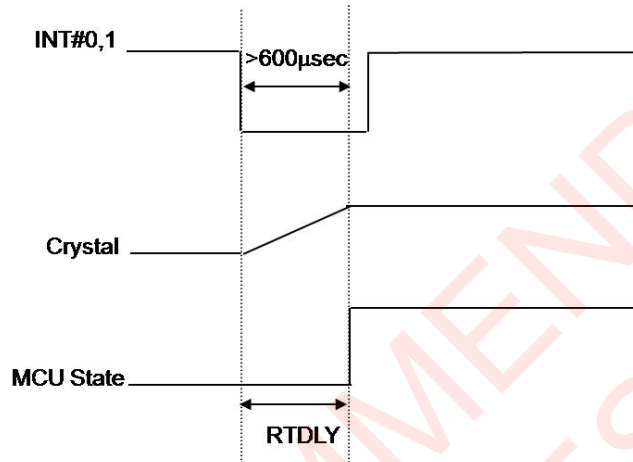 INT#0,1
>600µsec
Crystal
MCU State
RTDLY